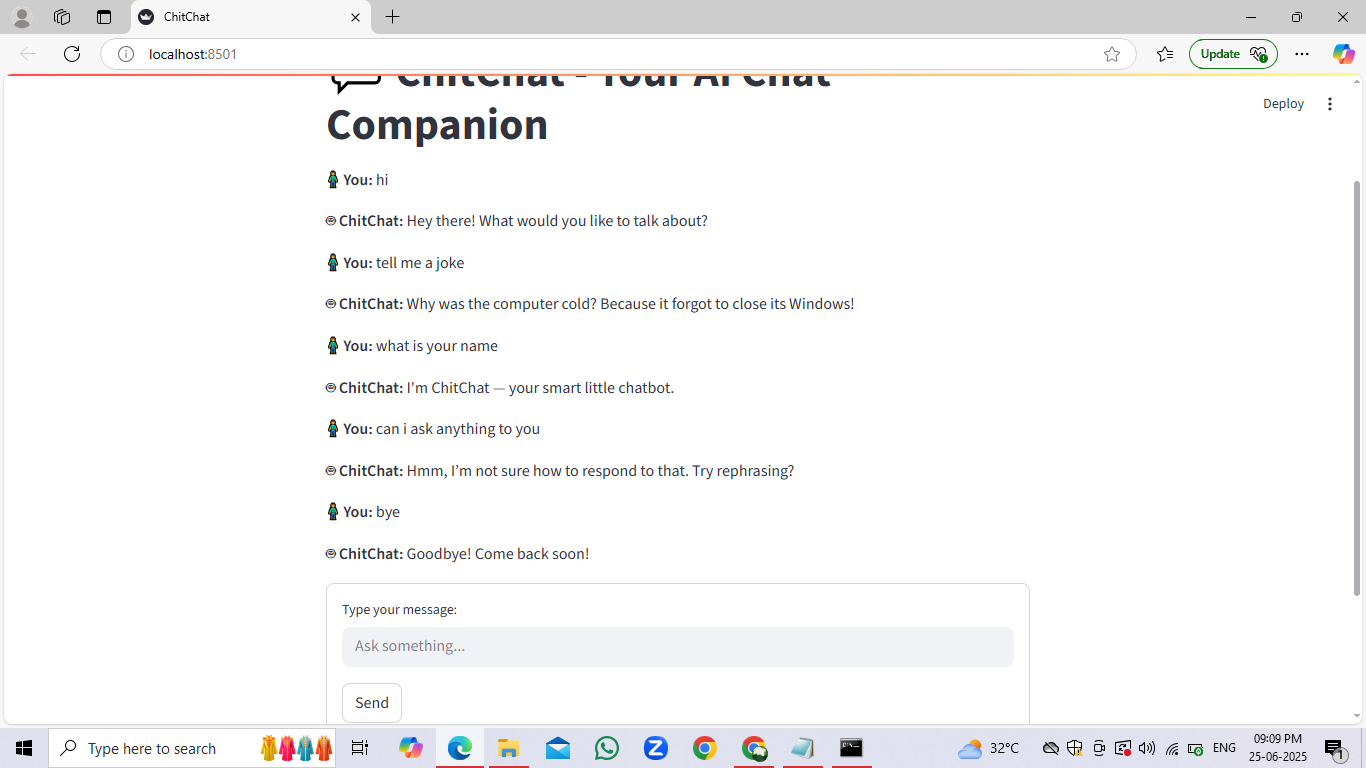 ChitChat
localhost:8501
Update
Deploy
ChitChat - Your AI Chat
Companion
You: hi
ChitChat: Hey there! What would you like to talk about?
You: tell me a joke
ChitChat: Why was the computer cold? Because it forgot to close its Windows!
You: what is your name
ChitChat: I'm ChitChat — your smart little chatbot.
You: can i ask anything to you
ChitChat: Hmm, I’m not sure how to respond to that. Try rephrasing?
You: bye
ChitChat: Goodbye! Come back soon!
Type your message:
Ask something...
Send
Type here to search
32°C
ENG
09:09 PM
25-06-2025
1